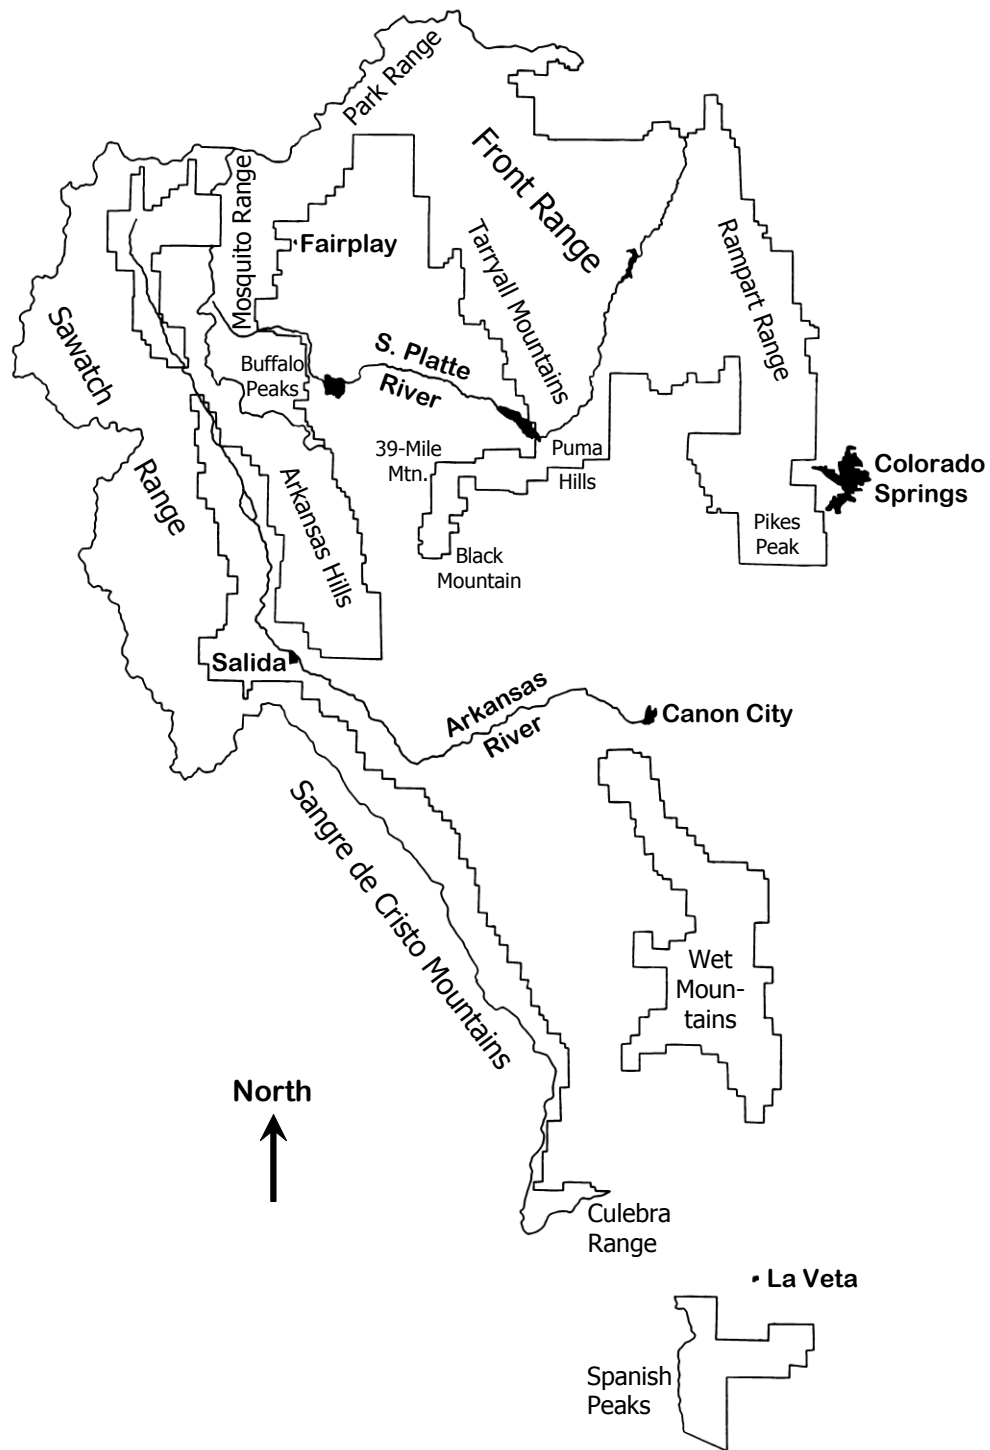 Park Range
Front Range
Mosquito Range
Fairplay
Tarryall Mountains
Rampart Range
Sawatch
Range
Buffalo
Peaks
S. Platte
River
39-Mile
Mtn.
Puma
Hills
Colorado
Springs
Arkansas Hills
Pikes
Peak
Black
Mountain
Salida
Arkansas
River
Canon City
Sangre de Cristo Mountains
Wet
Moun-
tains
North
Culebra
Range
La Veta
Spanish
Peaks